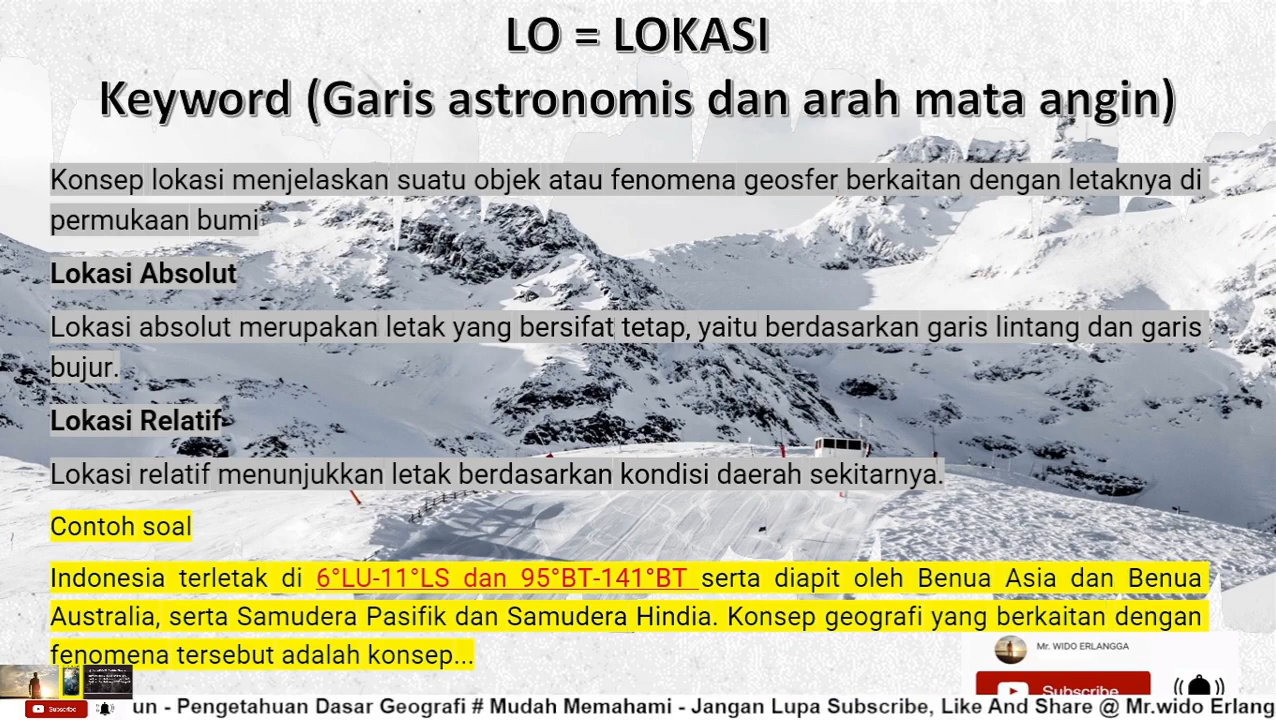 LO = LOKASI
Keyword (Garis astronomis dan arah mata angin)
Konsep lokasi menjelaskan suatu objek atau fenomena geosfer berkaitan dengan letaknya di
permukaan bumi
Lokasi Absolut
Lokasi absolut merupakan letak yang bersifat tetap, yaitu berdasarkan garis lintang dan garis
bujur.
Lokasi Relatif
Lokasi relatif menunjukkan letak berdasarkan kondisi daerah sekitarnya.
Contoh soal
Indonesia terletak di 6°LU-11°LS dan 95°BT-141°BT serta diapit oleh Benua Asia dan Benua
Australia, serta Samudera Pasifik dan Samudera Hindia. Konsep geografi yang berkaitan dengan
fenomena tersebut adalah konsep...
Mr. WIDO ERLANGGA
Subscribe
Subscribe
un - Pengetahuan Dasar Geografi # Mudah Memahami - Jangan Lupa Subscribe, Like And Share @ Mr.wido Erlang